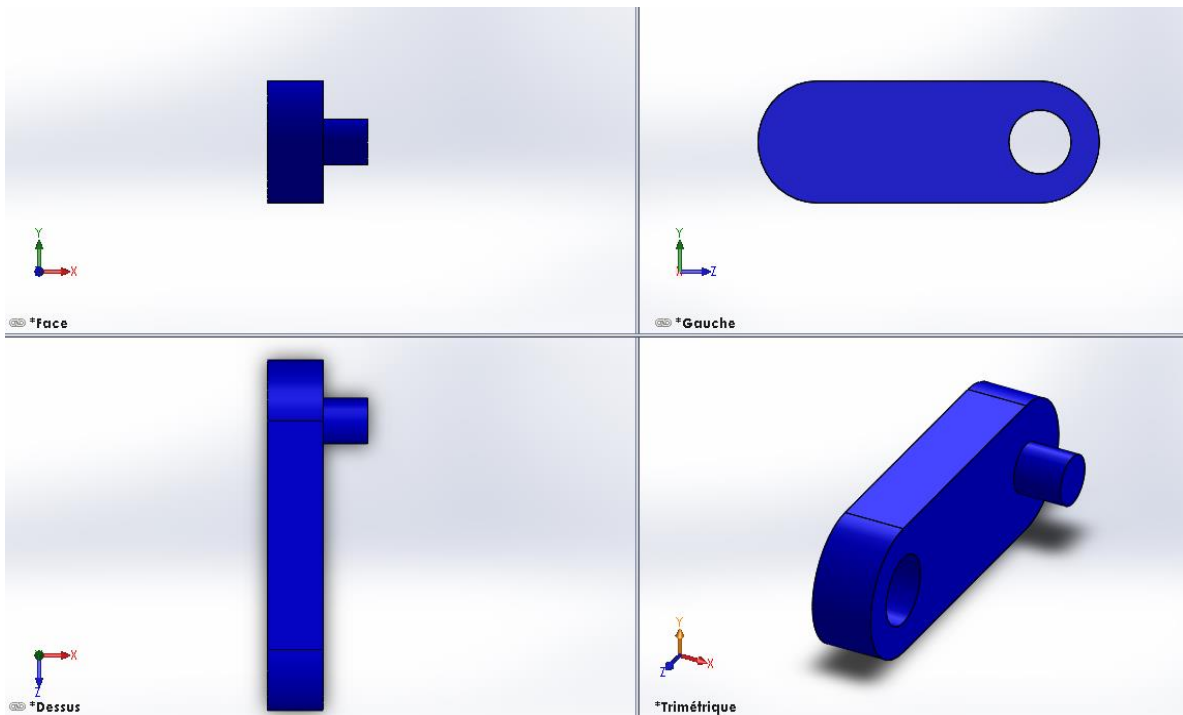 Y
X
*Face
Y
X
Z
*Gauche
X
Z
*Dessus
Y
X
Z
*Trimétrique